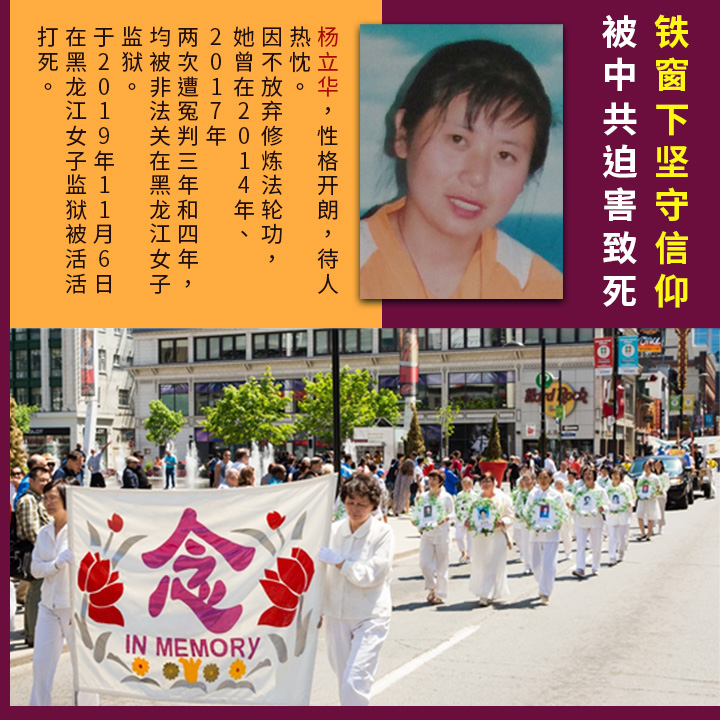 铁窗下坚守信仰
被中共迫害致死
杨立华，性格开朗，待人
热忱。
因不放弃修炼法轮功，
她曾在2014年、
2017年
两次遭冤判三年和四年，
均被非法关在黑龙江女子
监狱。
于2019年11月6日
在黑龙江女子监狱被活活
打死。
念
IN MEMORY
Hard Rock